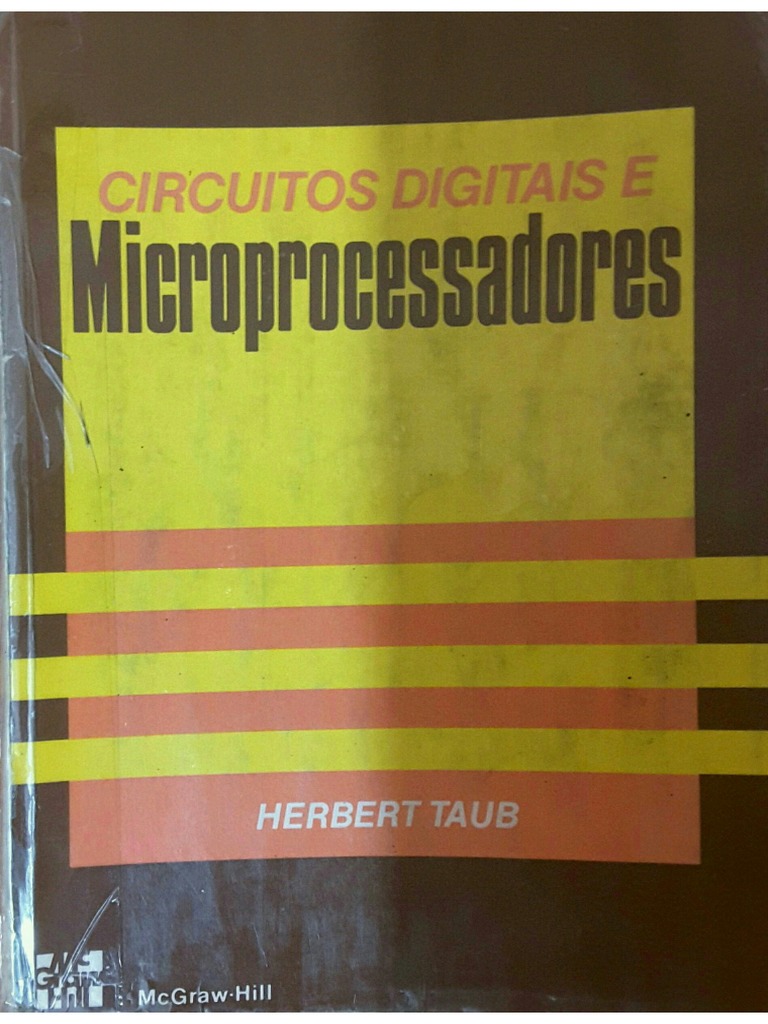 CIRCUITOS DIGITAIS E
Microprocessadores
HERBERT TAUB
McGraw-Hill